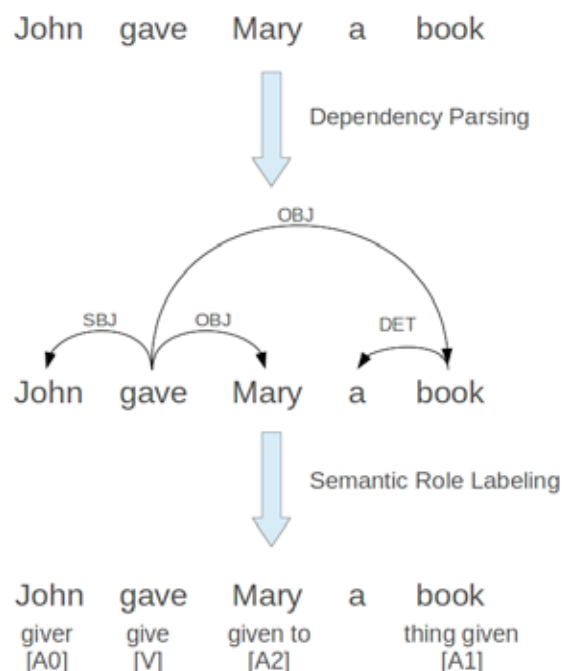 John gave Mary a book
Dependency Parsing
OBJ
SBJ OBJ DET
John gave Mary a book
Semantic Role Labeling
John gave Mary a book
giver give given to thing given
[A0] [V] [A2] [A1]